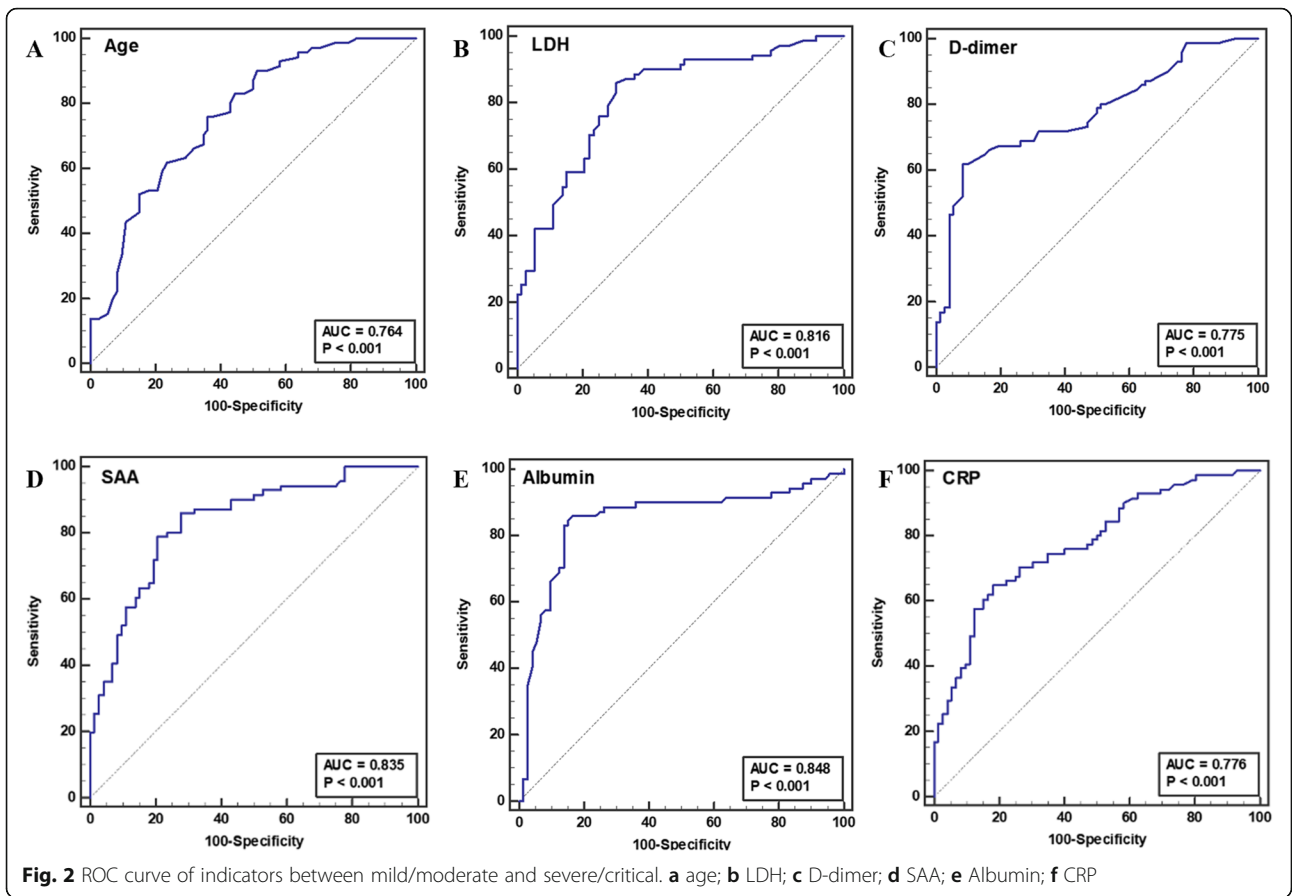 A
Age
100
80
60
40
20
0
Sensitivity
AUC = 0.764
P < 0.001
0 20 40 60 80 100
100-Specificity
B
LDH
100
80
60
40
20
0
Sensitivity
AUC = 0.816
P < 0.001
0 20 40 60 80 100
100-Specificity
C
D-dimer
100
80
60
40
20
0
Sensitivity
AUC = 0.775
P < 0.001
0 20 40 60 80 100
100-Specificity
D
SAA
100
80
60
40
20
0
Sensitivity
AUC = 0.835
P < 0.001
0 20 40 60 80 100
100-Specificity
E
Albumin
100
80
60
40
20
0
Sensitivity
AUC = 0.848
P < 0.001
0 20 40 60 80 100
100-Specificity
F
CRP
100
80
60
40
20
0
Sensitivity
AUC = 0.776
P < 0.001
0 20 40 60 80 100
100-Specificity
Fig. 2 ROC curve of indicators between mild/moderate and severe/critical. a age; b LDH; c D-dimer; d SAA; e Albumin; f CRP